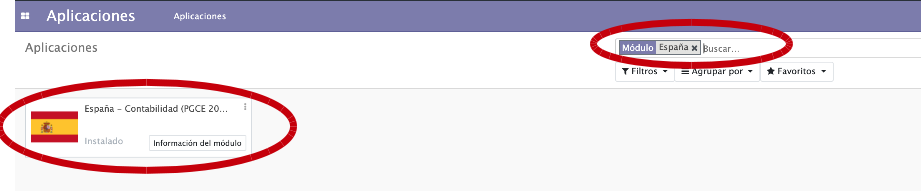 Aplicaciones Aplicaciones
Aplicaciones
Módulo España × Buscar...
Filtros Agrupar por Favoritos
España - Contabilidad (PGCE 20...
Instalado Información del módulo